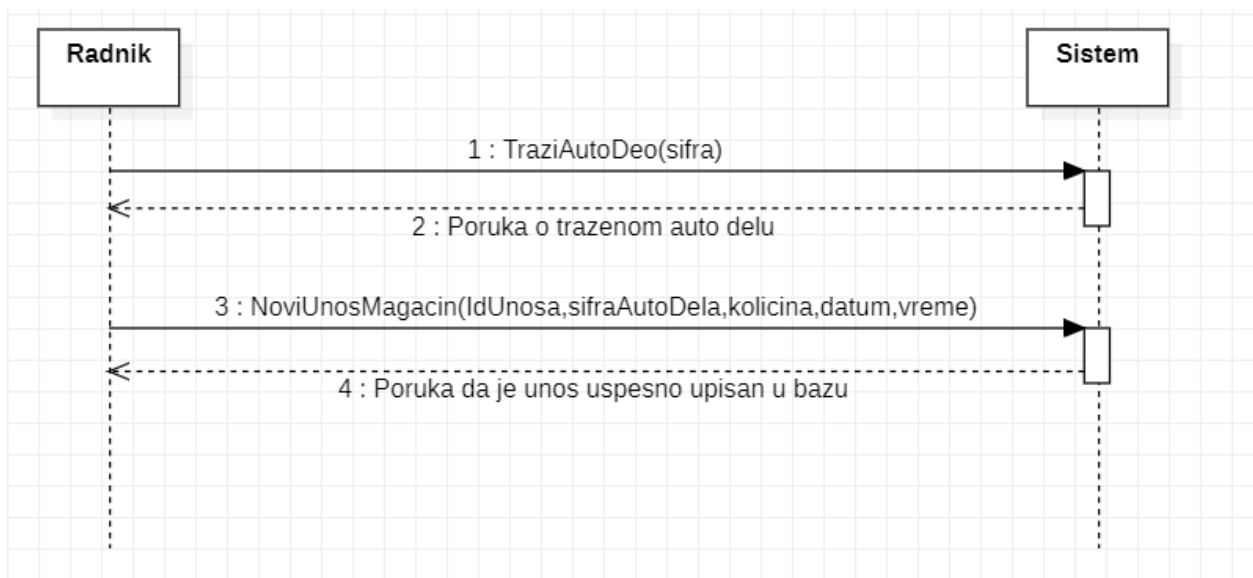 Radnik
Sistem
1 : TraziAutoDeo(sifra)
2 : Poruka o trazenom auto delu
3 : NoviUnosMagacin(IdUnosa,sifraAutoDela,kolicina,datum,vreme)
4 : Poruka da je unos uspesno upisan u bazu